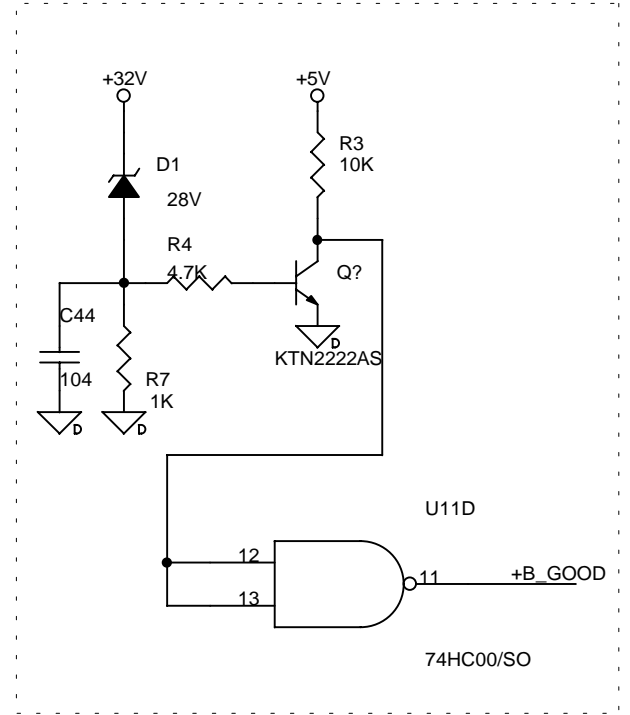 +32V
+5V
R3
10K
D1
28V
R4
4.7K
Q?
C44
D
KTN2222AS
104
R7
1K
D
D
U11D
12
11
+B_GOOD
13
74HC00/SO